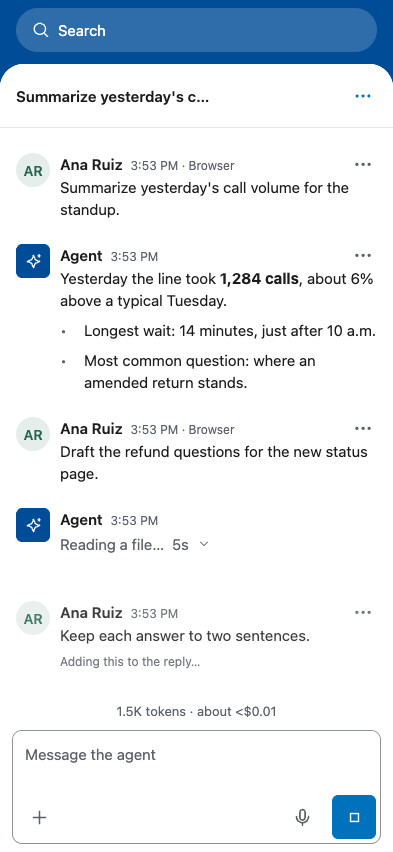 Search
Summarize yesterday's c...
AR
Ana Ruiz 3:53 PM · Browser
Summarize yesterday's call volume for the
standup.
Agent 3:53 PM
Yesterday the line took 1,284 calls, about 6%
above a typical Tuesday.
· Longest wait: 14 minutes, just after 10 a.m.
· Most common question: where an
amended return stands.
AR
Ana Ruiz 3:53 PM · Browser
Draft the refund questions for the new status
page.
Agent 3:53 PM
Reading a file... 5s
AR
Ana Ruiz 3:53 PM
Keep each answer to two sentences.
Adding this to the reply...
1.5K tokens · about <$0.01
Message the agent